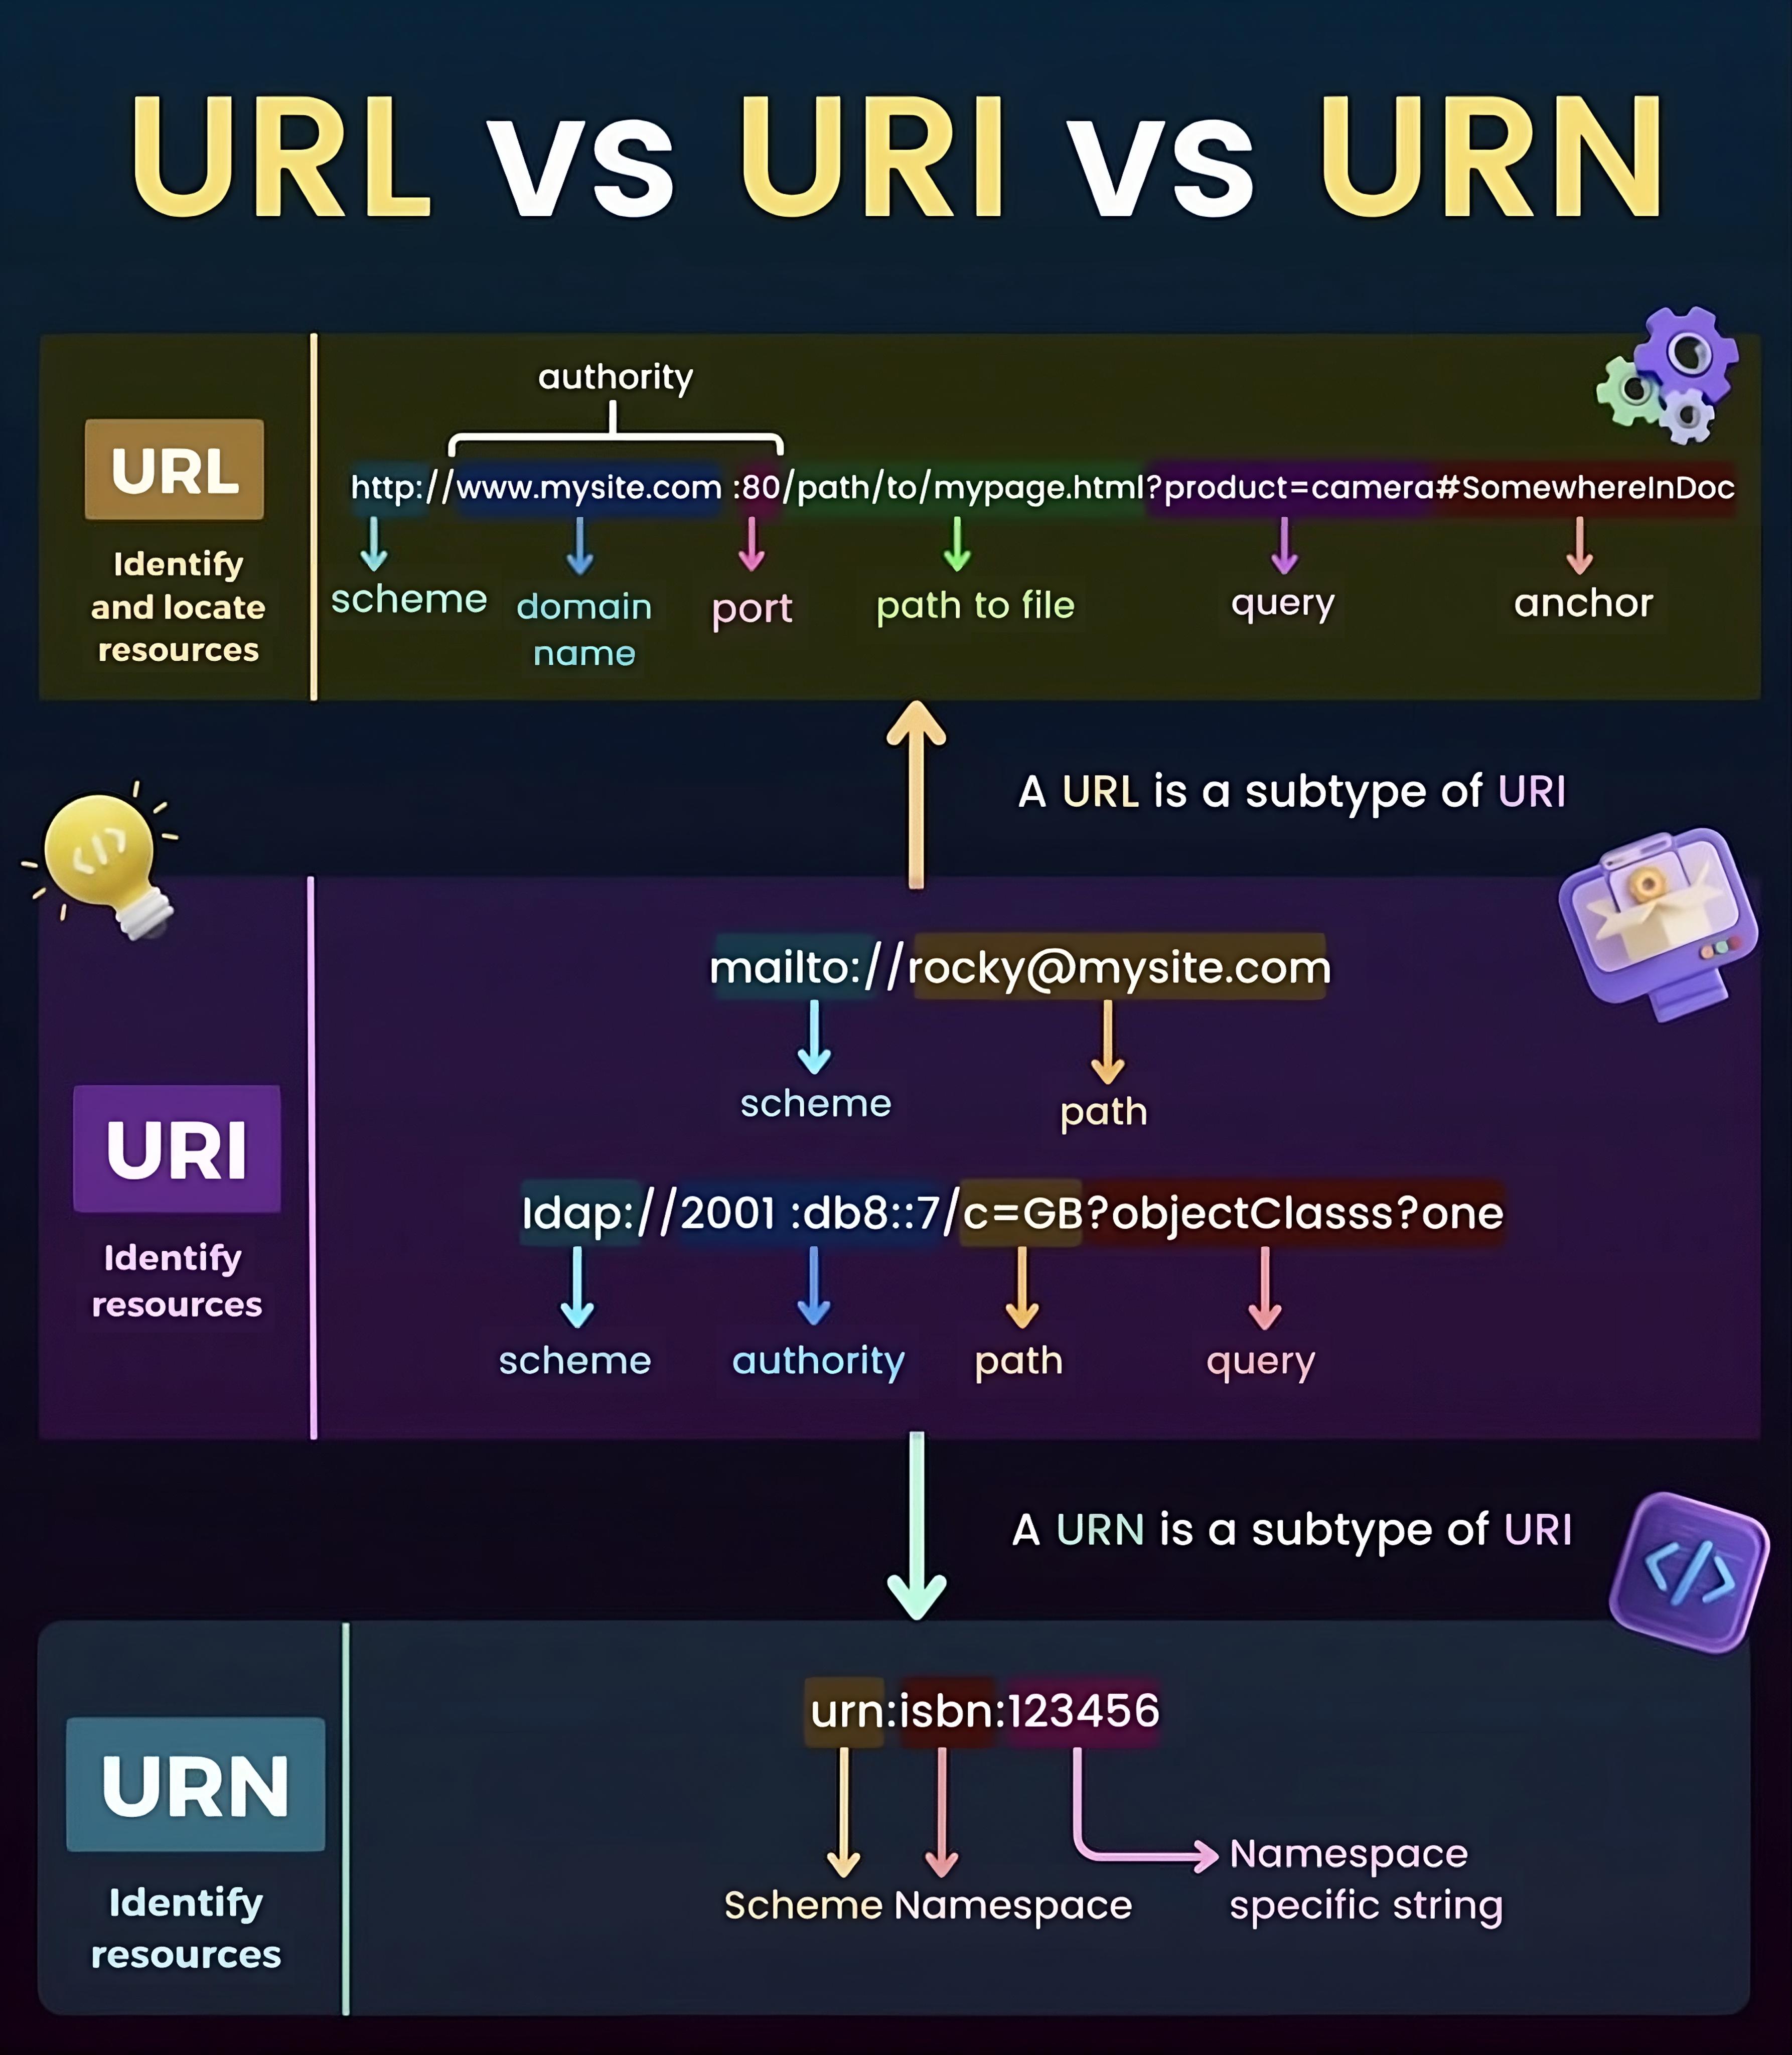 URL vs URI vs URN
authority
URL
http://www.mysite.com :80/path/to/mypage.html?product=camera#SomewhereInDoc
Identify
and locate
resources
scheme
domain
name
port
path to file
query
anchor
A URL is a subtype of URI
</>
mailto://rocky@mysite.com
scheme
path
URI
Identify
resources
ldap://2001 :db8::7/c=GB?objectClasss?one
scheme
authority
path
query
A URN is a subtype of URI
</>
URN
Identify
resources
urn:isbn:123456
Scheme
Namespace
Namespace
specific string